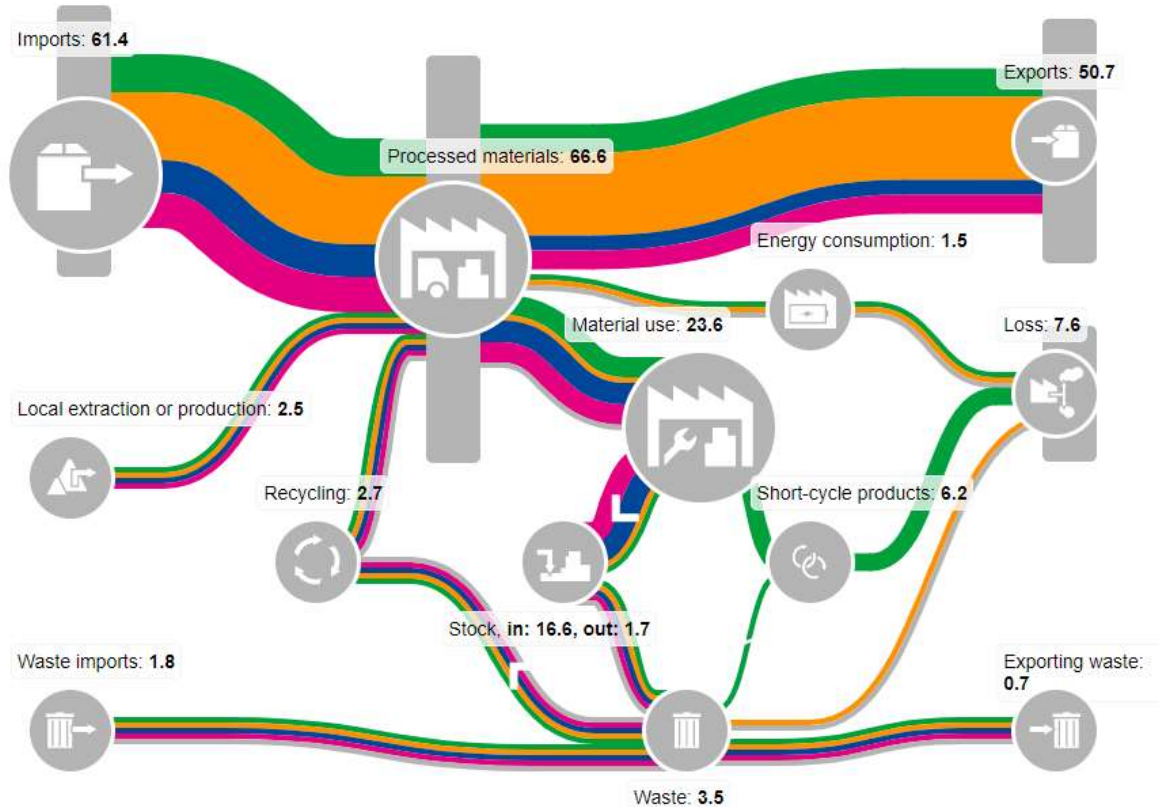 Imports: 61.4
Exports: 50.7
Processed materials: 66.6
Energy consumption: 1.5
Material use: 23.6
Loss: 7.6
Local extraction or production: 2.5
Recycling: 2.7
Short-cycle products: 6.2
Stock, in: 16.6, out: 1.7
Waste imports: 1.8
Exporting waste:
0.7
Waste: 3.5